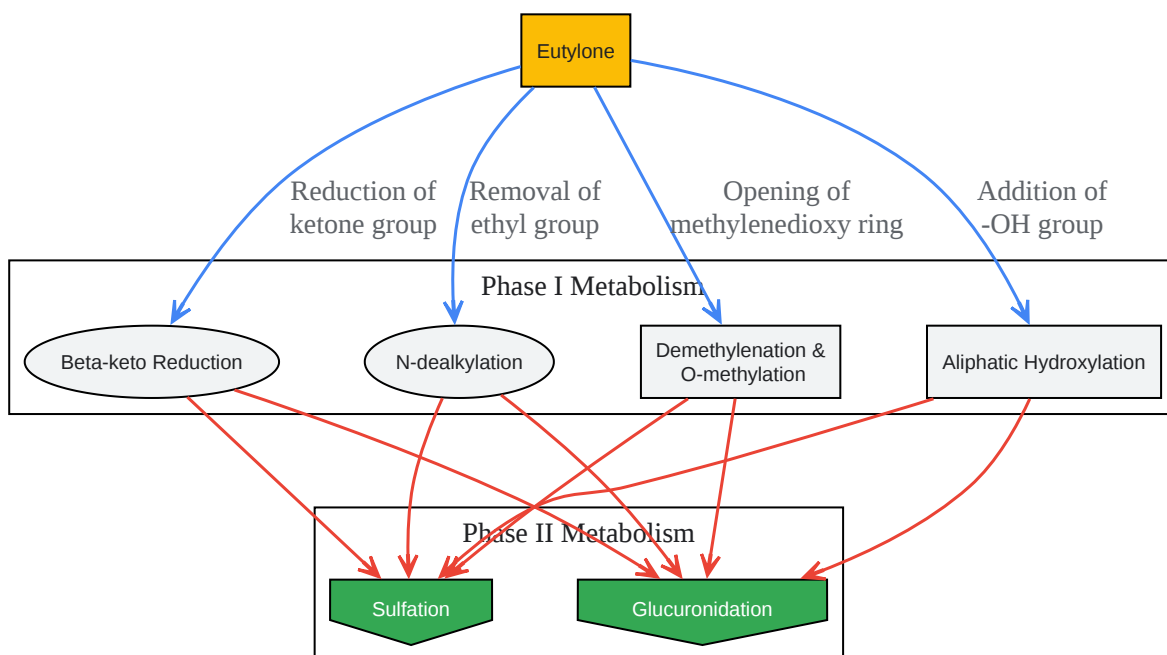 Eutylone
Reduction of
ketone group
Removal of
ethyl group
Opening of
methylenedioxy ring
Addition of
-OH group
Phase I Metabolism
Beta-keto Reduction
N-dealkylation
Demethylenation &
O-methylation
Aliphatic Hydroxylation
Phase II Metabolism
Sulfation
Glucuronidation